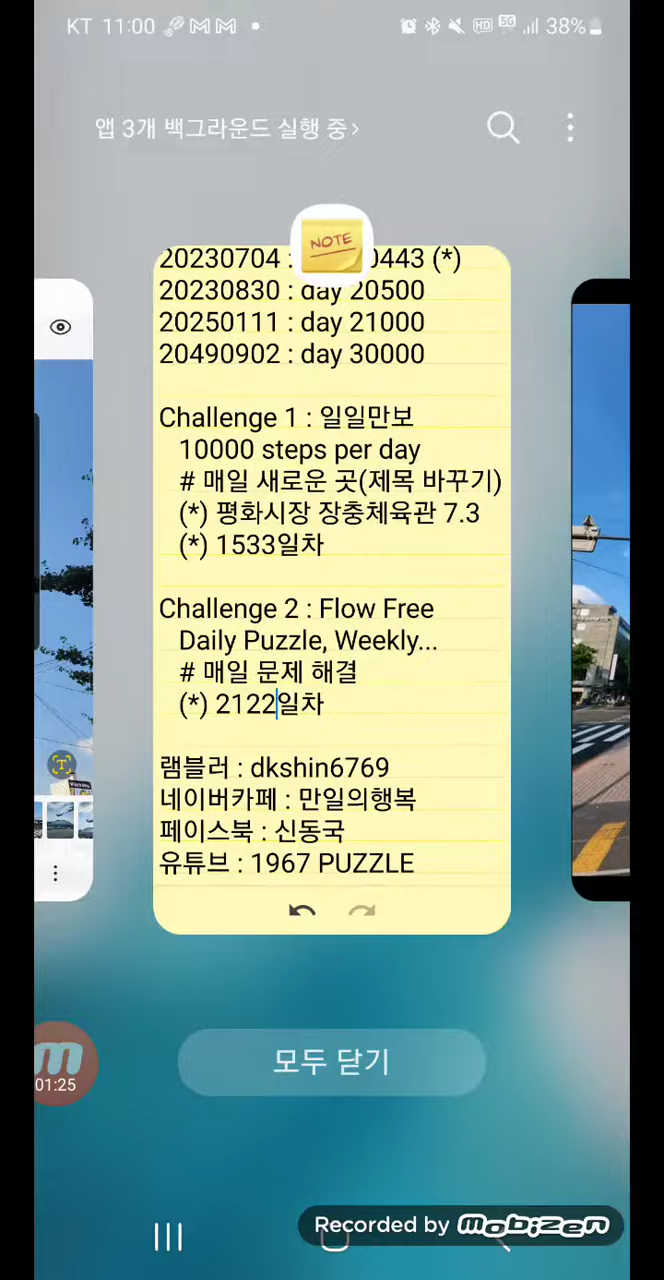 KT 11:00
HD 5G 38%
앱 3개 백그라운드 실행 중>
NOTE
20230704 : 0443 (*)
20230830 : day 20500
20250111 : day 21000
20490902 : day 30000
Challenge 1 : 일일만보
10000 steps per day
# 매일 새로운 곳(제목 바꾸기)
(*) 평화시장 장충체육관 7.3
(*) 1533일차
Challenge 2 : Flow Free
Daily Puzzle, Weekly...
# 매일 문제 해결
(*) 2122일차
램블러 : dkshin6769
네이버카페 : 만일의행복
페이스북 : 신동국
유튜브 : 1967 PUZZLE
모두 닫기
m
01:25
Recorded by mobizen